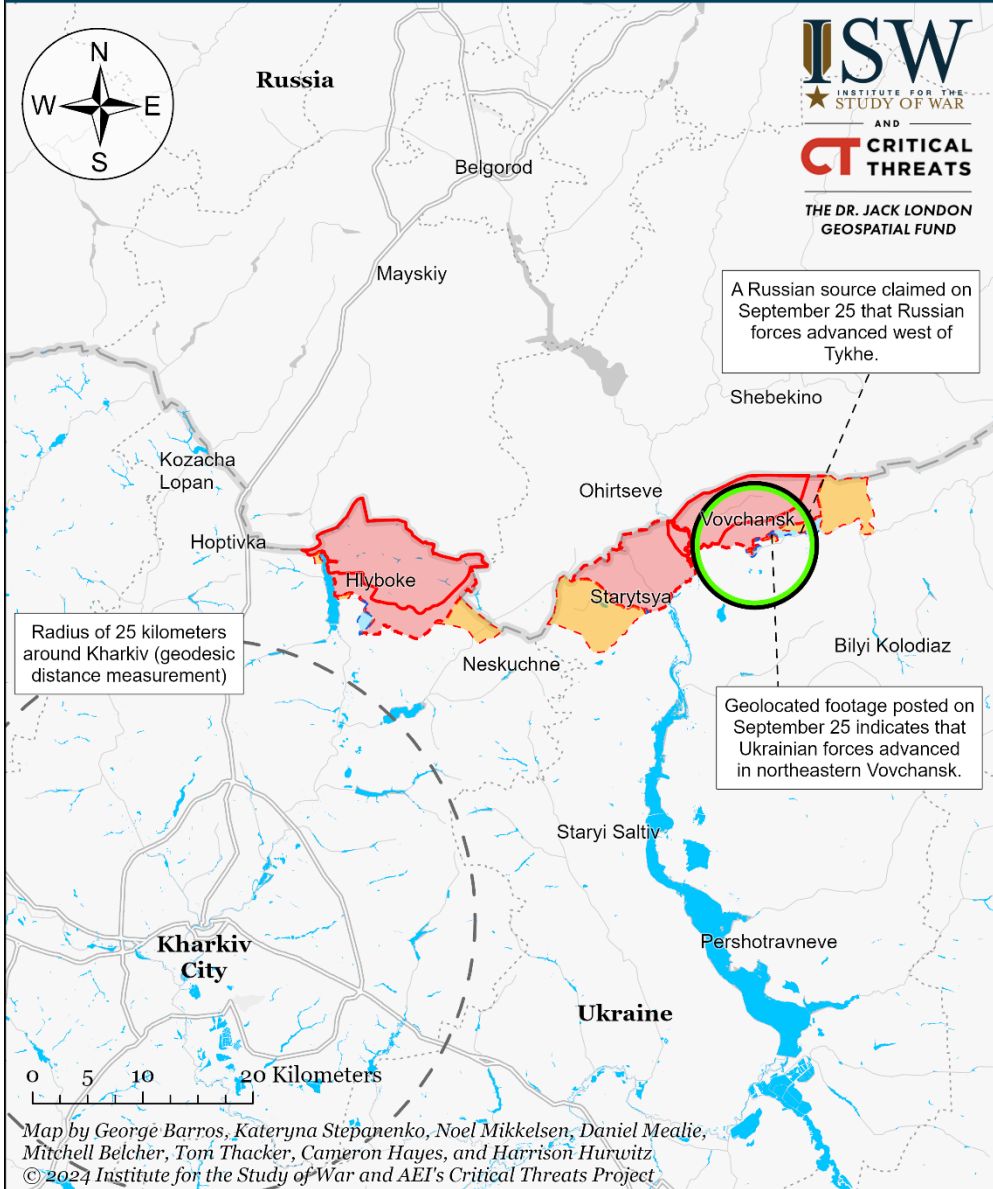 N
W
E
S
Russia
ISW
INSTITUTE FOR THE
STUDY OF WAR
AND
CT CRITICAL
THREATS
THE DR. JACK LONDON
GEOSPATIAL FUND
Belgorod
Mayskiy
A Russian source claimed on
September 25 that Russian
forces advanced west of
Tykhe.
Shebekino
Kozacha
Lopan
Ohirtseve
Vovchansk
Hoptivka
Hlyboke
Starytsya
Radius of 25 kilometers
around Kharkiv (geodesic
distance measurement)
Neskuchne
Bilyi Kolodiaz
Geolocated footage posted on
September 25 indicates that
Ukrainian forces advanced
in northeastern Vovchansk.
Staryi Saltiv
Kharkiv
City
Pershotravneve
Ukraine
0 5 10 20 Kilometers
Map by George Barros, Kateryna Stepanenko, Noel Mikkelsen, Daniel Mealie,
Mitchell Belcher, Tom Thacker, Cameron Hayes, and Harrison Hurwitz
© 2024 Institute for the Study of War and AEI's Critical Threats Project